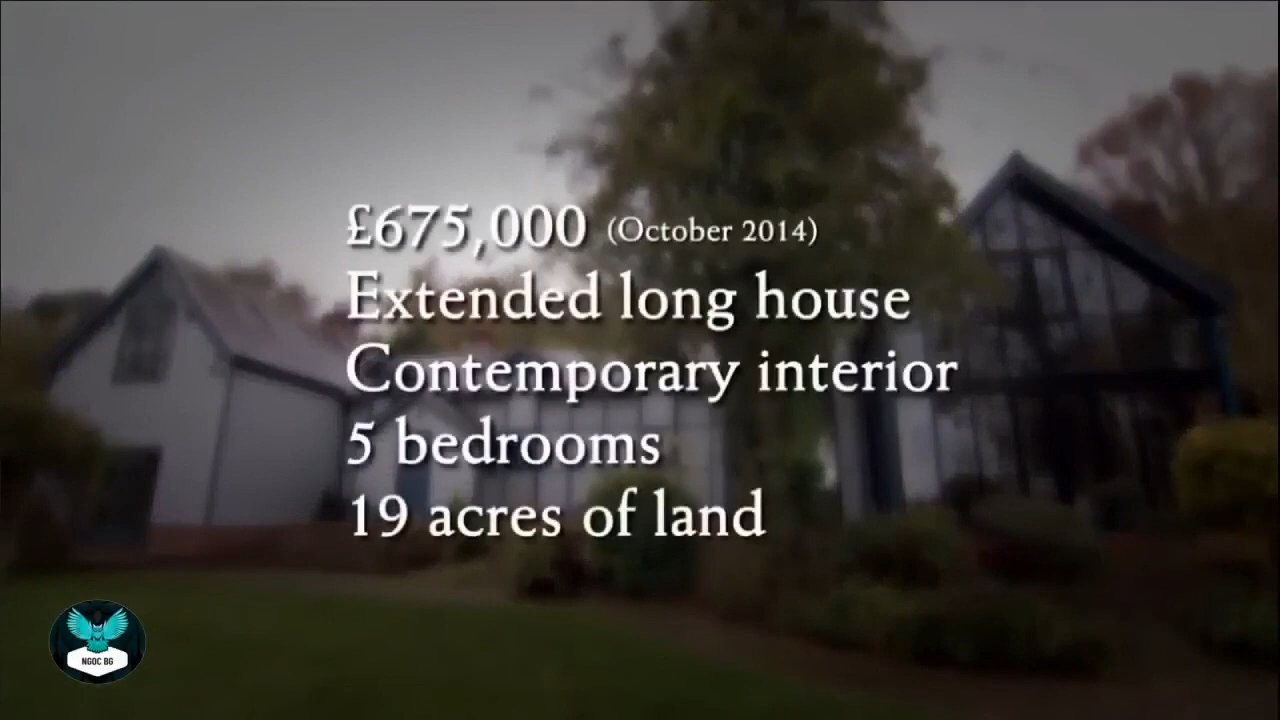 £675,000 (October 2014)
Extended long house
Contemporary interior
5 bedrooms
19 acres of land
NGOC BG